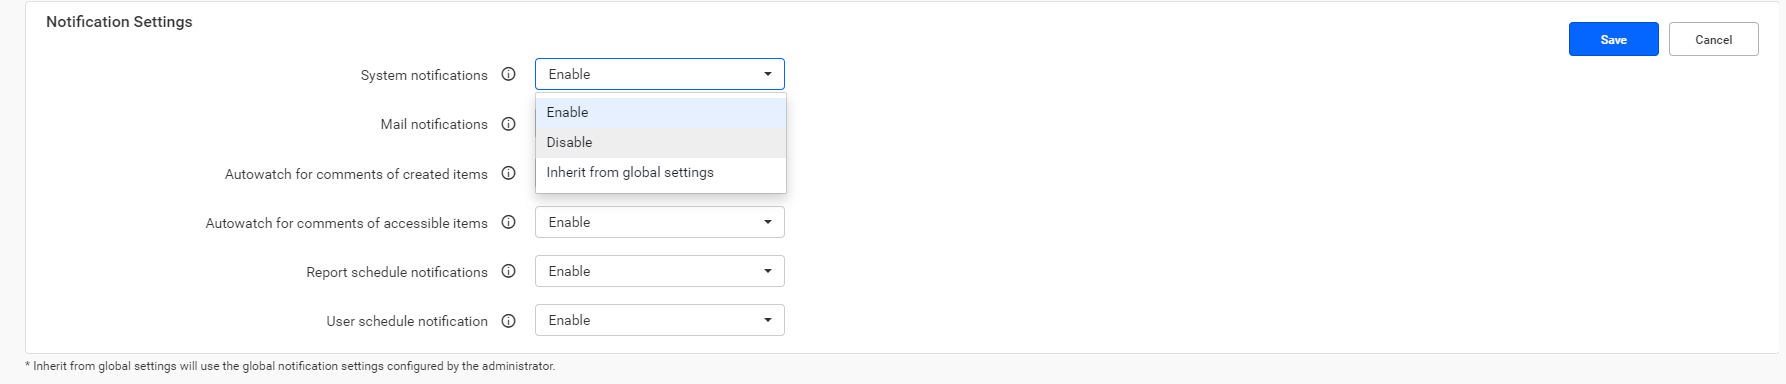 Notification Settings
Save
Cancel
System notifications
Enable
Enable
Disable
Inherit from global settings
Mail notifications
Autowatch for comments of created items
Autowatch for comments of accessible items
Enable
Report schedule notifications
Enable
User schedule notification
Enable
* Inherit from global settings will use the global notification settings configured by the administrator.